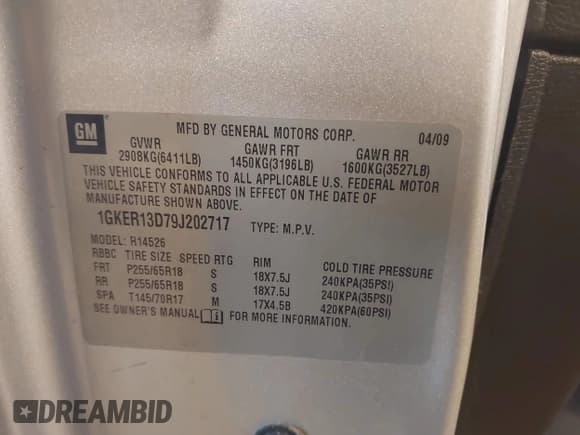 GM
MFD BY GENERAL MOTORS CORP. 04/09
GVWR GAWR FRT GAWR RR
2908KG(6411LB) 1450KG(3196LB) 1600KG(3527LB)
THIS VEHICLE CONFORMS TO ALL APPLICABLE U.S. FEDERAL MOTOR
VEHICLE SAFETY STANDARDS IN EFFECT ON THE DATE OF
MANUFACTURE SHOWN ABOVE.
1GKER13D79J202717 TYPE: M.P.V.
MODEL: R14526
RBBC TIRE SIZE SPEED RTG RIM COLD TIRE PRESSURE
FRT P255/65R18 S 18X7.5J 240KPA(35PSI)
RR P255/65R18 S 18X7.5J 240KPA(35PSI)
SPA T145/70R17 M 17X4.5B 420KPA(60PSI)
SEE OWNER'S MANUAL FOR MORE INFORMATION.
DREAMBID